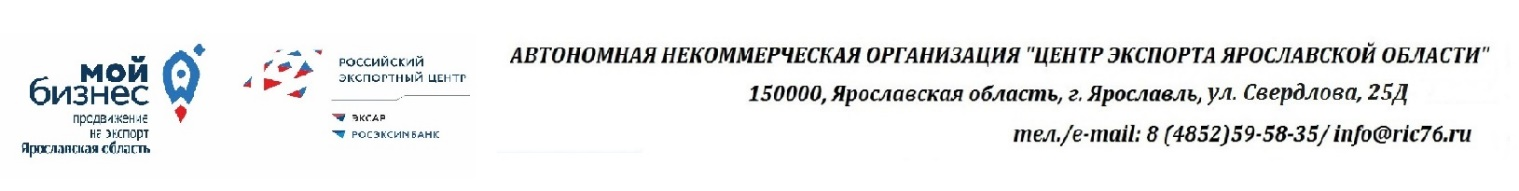 мой
бизнес
продвижение
на экспорт
Ярославская область
РОССИЙСКИЙ
ЭКСПОРТНЫЙ ЦЕНТР
ЭКСАР
РОСЭКСИМБАНК
АВТОНОМНАЯ НЕКОММЕРЧЕСКАЯ ОРГАНИЗАЦИЯ "ЦЕНТР ЭКСПОРТА ЯРОСЛАВСКОЙ ОБЛАСТИ"
150000, Ярославская область, г. Ярославль, ул. Свердлова, 25Д
тел./e-mail: 8 (4852)59-58-35/ info@ric76.ru